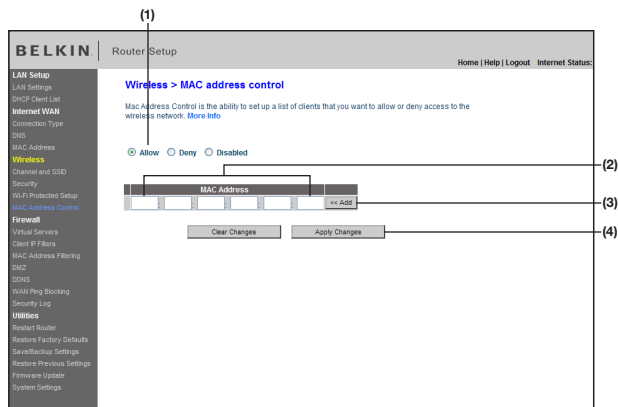 (1)
BELKIN.
Router Setup
Home | Help | Logout Internet Status:
LAN Setup
LAN Settings
DHCP Client List
Internet WAN
Connection Type
DNS
MAC Address
Wireless
Channel and SSID
Security
Wi-Fi Protected Setup
MAC Address Control
Firewall
Virtual Servers
Client IP Filters
MAC Address Filtering
DMZ
DDNS
WAN Ping Blocking
Security Log
Utilities
Restart Router
Restore Factory Defaults
Save/Backup Settings
Restore Previous Settings
Firmware Update
System Settings
Wireless > MAC address control
Mac Address Control is the ability to set up a list of clients that you want to allow or deny access to the
wireless network. More Info
Allow Deny Disabled
(2)
MAC Address
: : : : : << Add
(3)
Clear Changes Apply Changes
(4)